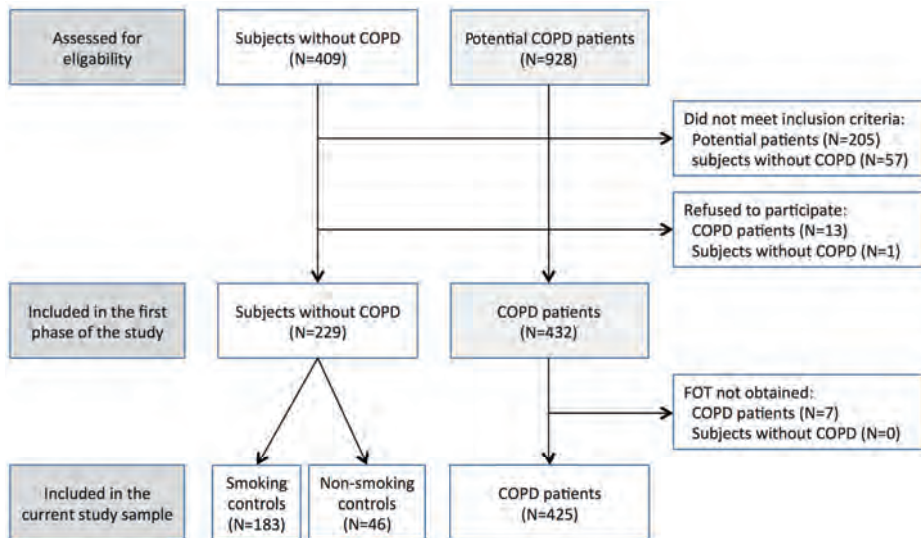 Assessed for
eligability
Subjects without COPD
(N=409)
Potential COPD patients
(N=928)
Did not meet inclusion criteria:
Potential patients (N=205)
subjects without COPD (N=57)
Refused to participate:
COPD patients (N=13)
Subjects without COPD (N=1)
Included in the first
phase of the study
Subjects without COPD
(N=229)
COPD patients
(N=432)
FOT not obtained:
COPD patients (N=7)
Subjects without COPD (N=0)
Included in the
current study sample
Smoking
controls
(N=183)
Non-smoking
controls
(N=46)
COPD patients
(N=425)